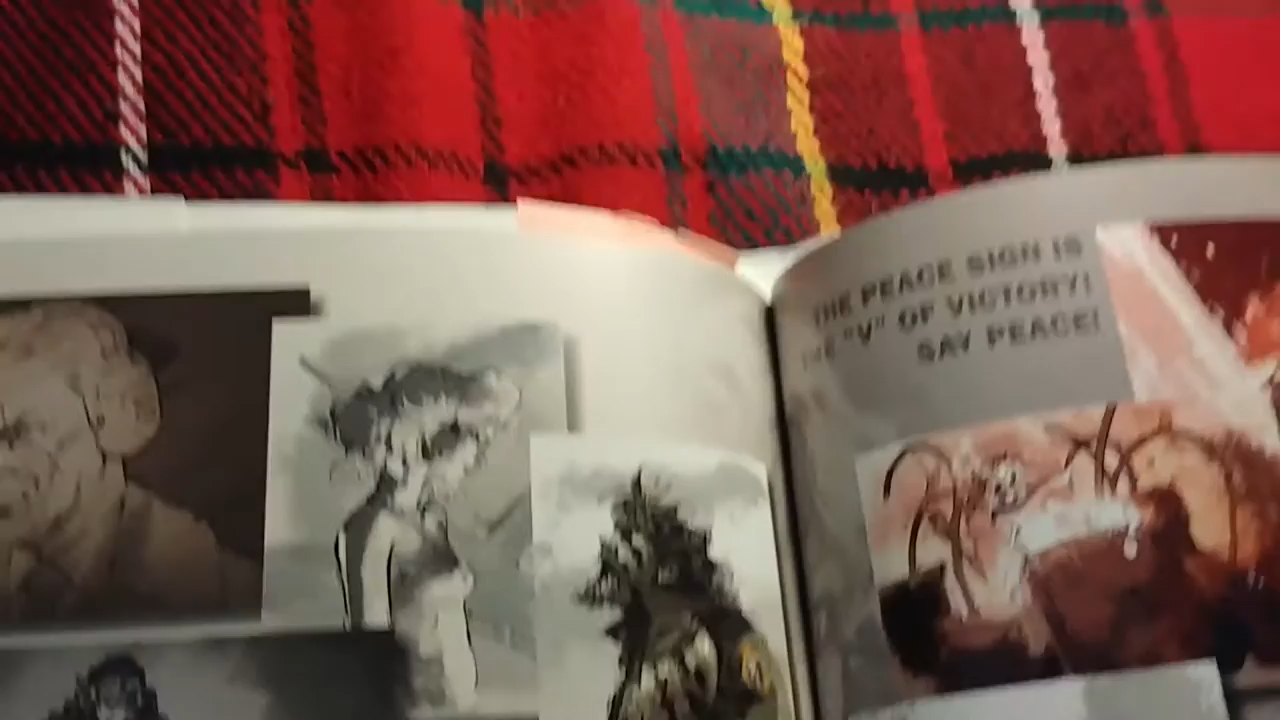 THE PEACE SIGN IS
THE "V" OF VICTORY!
SAY PEACE!